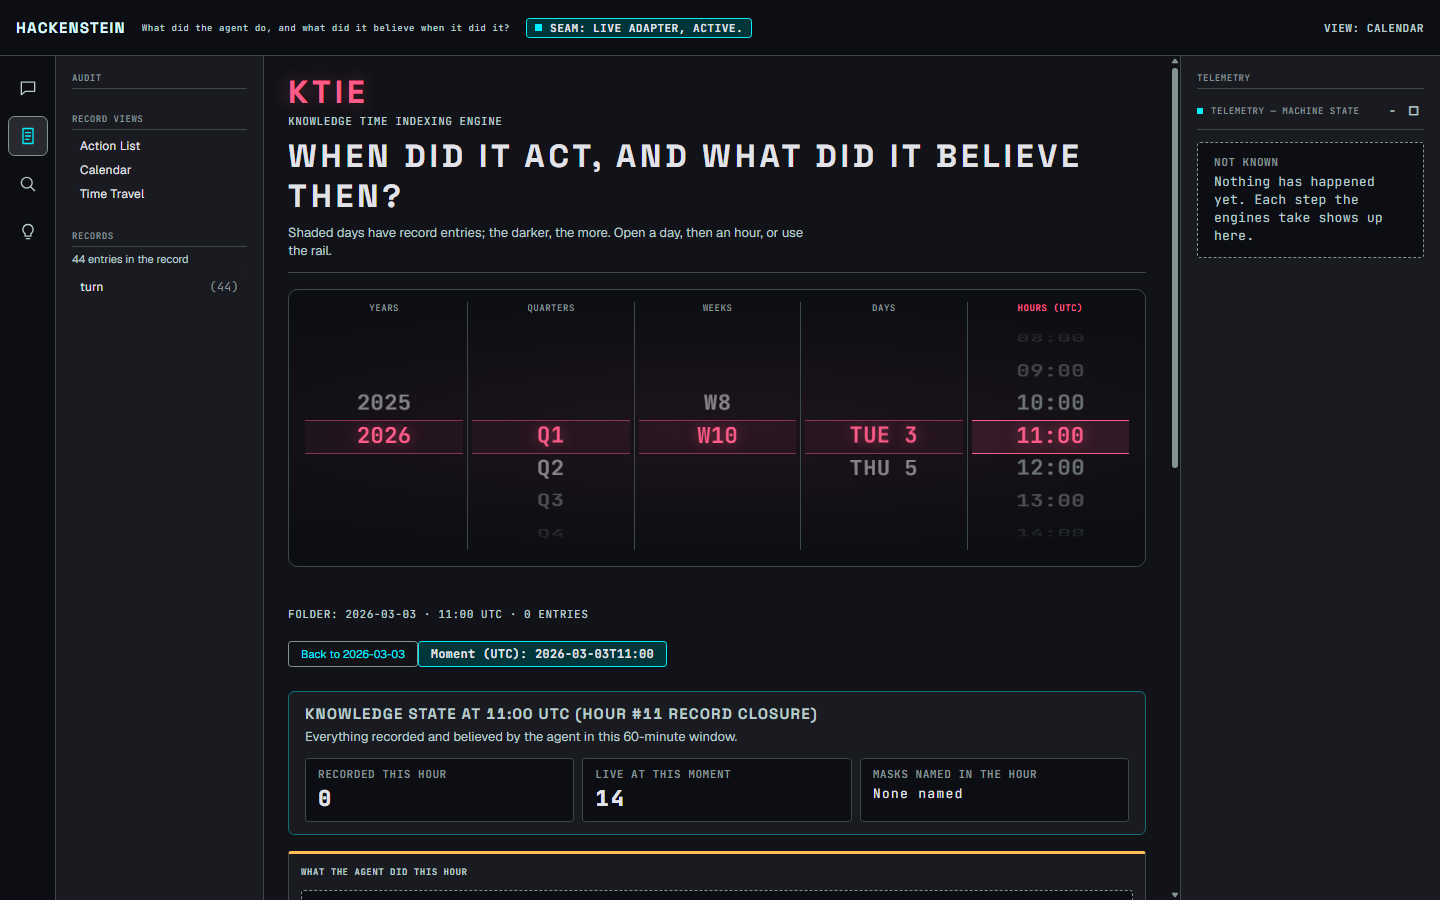 HACKENSTEIN
What did the agent do, and what did it believe when it did it?
SEAM: LIVE ADAPTER, ACTIVE.
VIEW: CALENDAR
AUDIT
RECORD VIEWS
Action List
Calendar
Time Travel
RECORDS
44 entries in the record
turn (44)
KTIE
KNOWLEDGE TIME INDEXING ENGINE
WHEN DID IT ACT, AND WHAT DID IT BELIEVE
THEN?
Shaded days have record entries; the darker, the more. Open a day, then an hour, or use
the rail.
YEARS
2025
2026
QUARTERS
Q1
Q2
Q3
Q4
WEEKS
W8
W10
DAYS
TUE 3
THU 5
HOURS (UTC)
08:00
09:00
10:00
11:00
12:00
13:00
14:00
FOLDER: 2026-03-03 · 11:00 UTC · 0 ENTRIES
Back to 2026-03-03
Moment (UTC): 2026-03-03T11:00
KNOWLEDGE STATE AT 11:00 UTC (HOUR #11 RECORD CLOSURE)
Everything recorded and believed by the agent in this 60-minute window.
RECORDED THIS HOUR
0
LIVE AT THIS MOMENT
14
MASKS NAMED IN THE HOUR
None named
WHAT THE AGENT DID THIS HOUR
TELEMETRY
TELEMETRY — MACHINE STATE
NOT KNOWN
Nothing has happened
yet. Each step the
engines take shows up
here.